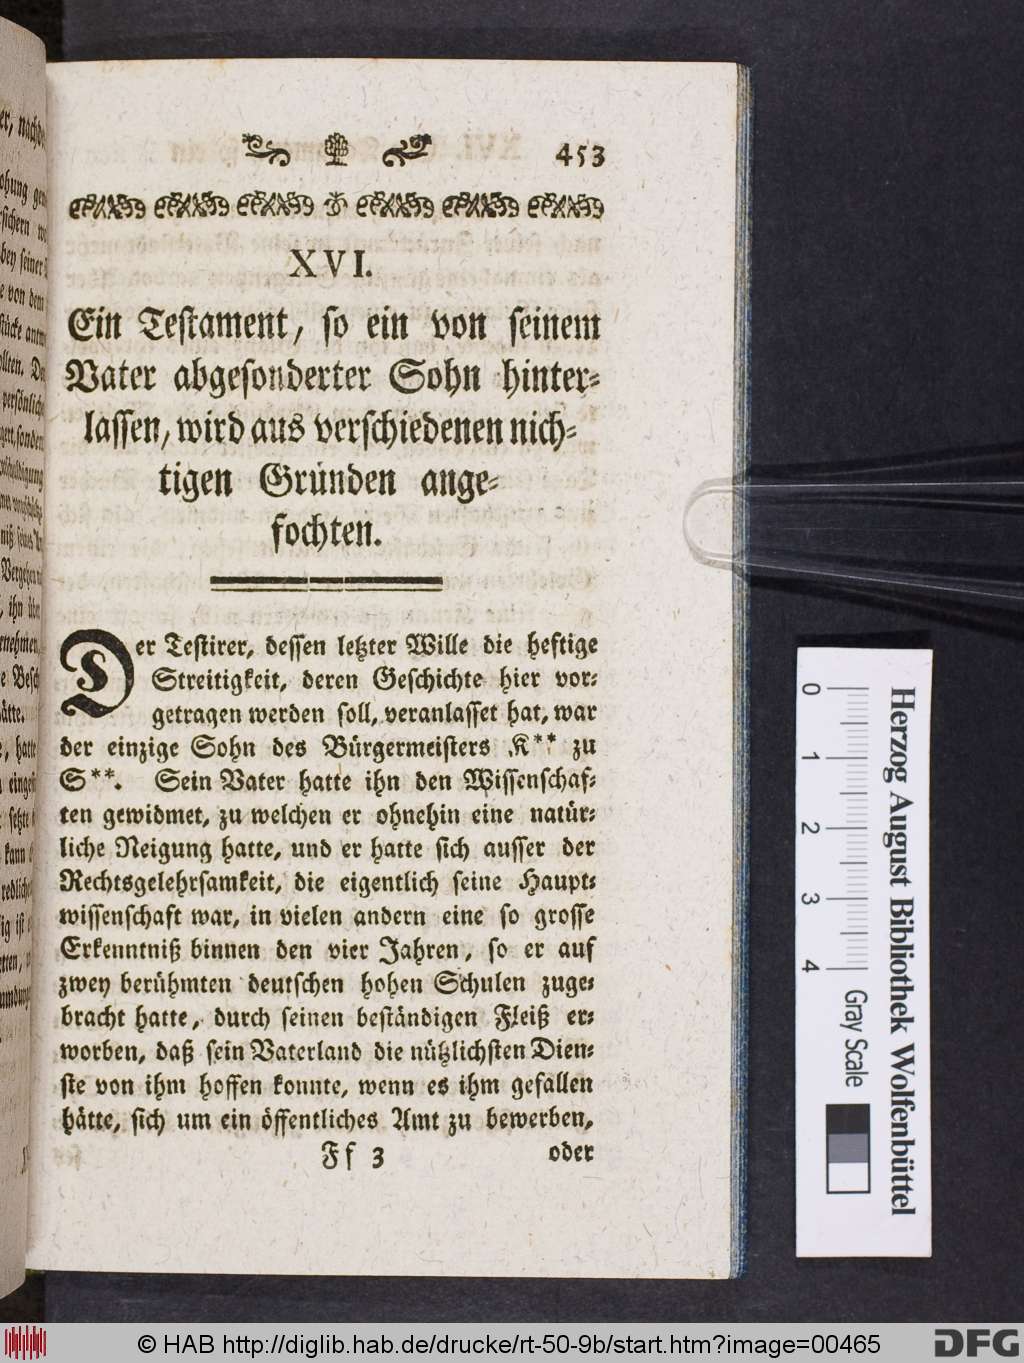 453
XVI.
Ein Testament, so ein von seinem
Vater abgesonderter Sohn hinter-
lassen, wird aus verschiedenen nich-
tigen Gründen ange-
fochten.
Der Testirer, dessen letzter Wille die heftige
Streitigkeit, deren Geschichte hier vor-
getragen werden soll, veranlasset hat, war
der einzige Sohn des Bürgermeisters K** zu
S**. Sein Vater hatte ihn den Wissenschaf-
ten gewidmet, zu welchen er ohnehin eine natür-
liche Neigung hatte, und er hatte sich ausser der
Rechtsgelehrsamkeit, die eigentlich seine Haupt-
wissenschaft war, in vielen andern eine so grosse
Erkenntniß binnen den vier Jahren, so er auf
zwey berühmten deutschen hohen Schulen zuge-
bracht hatte, durch seinen beständigen Fleiß er-
worben, daß sein Vaterland die nützlichsten Dien-
ste von ihm hoffen konnte, wenn es ihm gefallen
hätte, sich um ein öffentliches Amt zu bewerben,
Ff 3 oder
0 1 2 3 4
Gray Scale
Herzog August Bibliothek Wolfenbüttel
© HAB http://diglib.hab.de/drucke/rt-50-9b/start.htm?image=00465
DFG